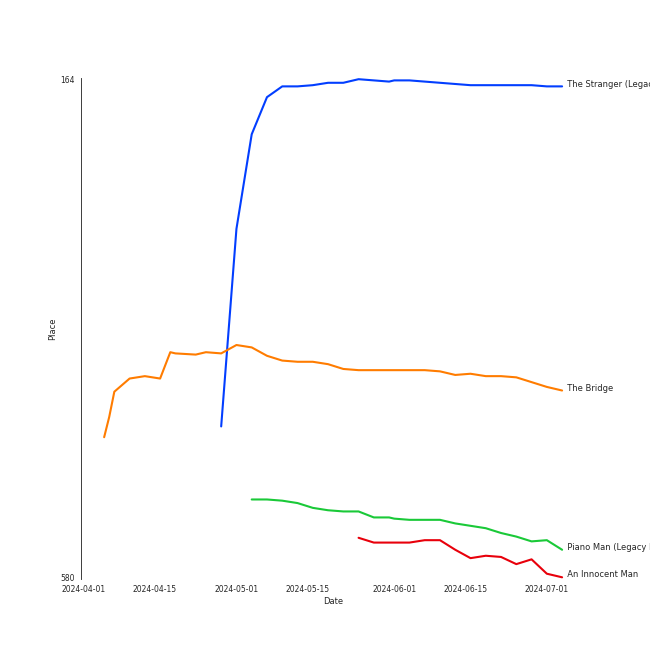 164
The Stranger (Legac
Place
The Bridge
Piano Man (Legacy
An Innocent Man
580
2024-04-01 2024-04-15 2024-05-01 2024-05-15 2024-06-01 2024-06-15 2024-07-01
Date